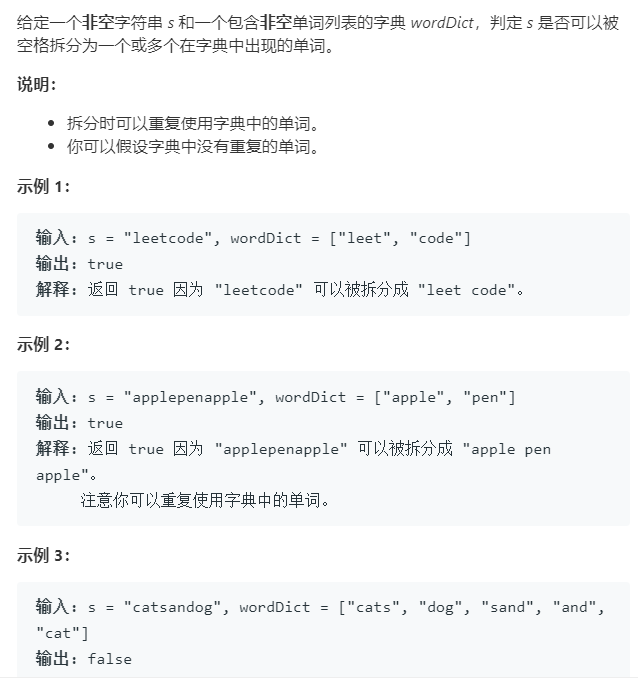 给定一个非空字符串 s 和一个包含非空单词列表的字典 wordDict，判定 s 是否可以被
空格拆分为一个或多个在字典中出现的单词。
说明：
• 拆分时可以重复使用字典中的单词。
• 你可以假设字典中没有重复的单词。
示例 1：
输入: s = "leetcode", wordDict = ["leet", "code"]
输出: true
解释: 返回 true 因为 "leetcode" 可以被拆分成 "leet code"。
示例 2：
输入: s = "applepenapple", wordDict = ["apple", "pen"]
输出: true
解释: 返回 true 因为 "applepenapple" 可以被拆分成 "apple pen
apple"。
注意你可以重复使用字典中的单词。
示例 3：
输入: s = "catsandog", wordDict = ["cats", "dog", "sand", "and",
"cat"]
输出: false